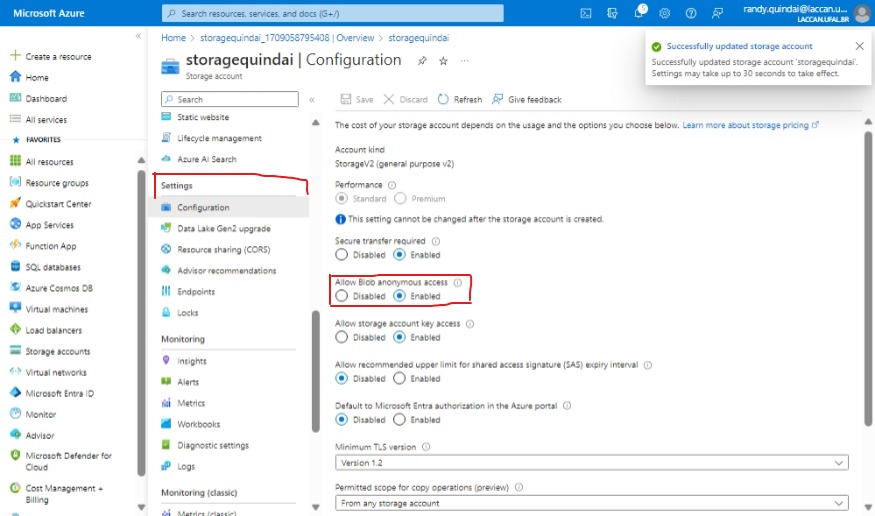 Microsoft Azure
Search resources, services, and docs (G+/)
5
randy.quindai@laccan.u...
LACCAN.UFAL.BR
Home > storagequindai_1709058795408 | Overview > storagequindai
storagequindai | Configuration
Storage account
Successfully updated storage account
Successfully updated storage account 'storagequindai'.
Settings may take up to 30 seconds to take effect.
Create a resource
Home
Dashboard
All services
FAVORITES
All resources
Resource groups
Quickstart Center
App Services
Function App
SQL databases
Azure Cosmos DB
Virtual machines
Load balancers
Storage accounts
Virtual networks
Microsoft Entra ID
Monitor
Advisor
Microsoft Defender for
Cloud
Cost Management +
Billing
Search
Static website
Lifecycle management
Azure AI Search
Settings
Configuration
Data Lake Gen2 upgrade
Resource sharing (CORS)
Advisor recommendations
Endpoints
Locks
Monitoring
Insights
Alerts
Metrics
Workbooks
Diagnostic settings
Logs
Monitoring (classic)
Metrics (classic)
Save Discard Refresh Give feedback
The cost of your storage account depends on the usage and the options you choose below. Learn more about storage pricing
Account kind
StorageV2 (general purpose v2)
Performance
Standard Premium
This setting cannot be changed after the storage account is created.
Secure transfer required
Disabled Enabled
Allow Blob anonymous access
Disabled Enabled
Allow storage account key access
Disabled Enabled
Allow recommended upper limit for shared access signature (SAS) expiry interval
Disabled Enabled
Default to Microsoft Entra authorization in the Azure portal
Disabled Enabled
Minimum TLS version
Version 1.2
Permitted scope for copy operations (preview)
From any storage account